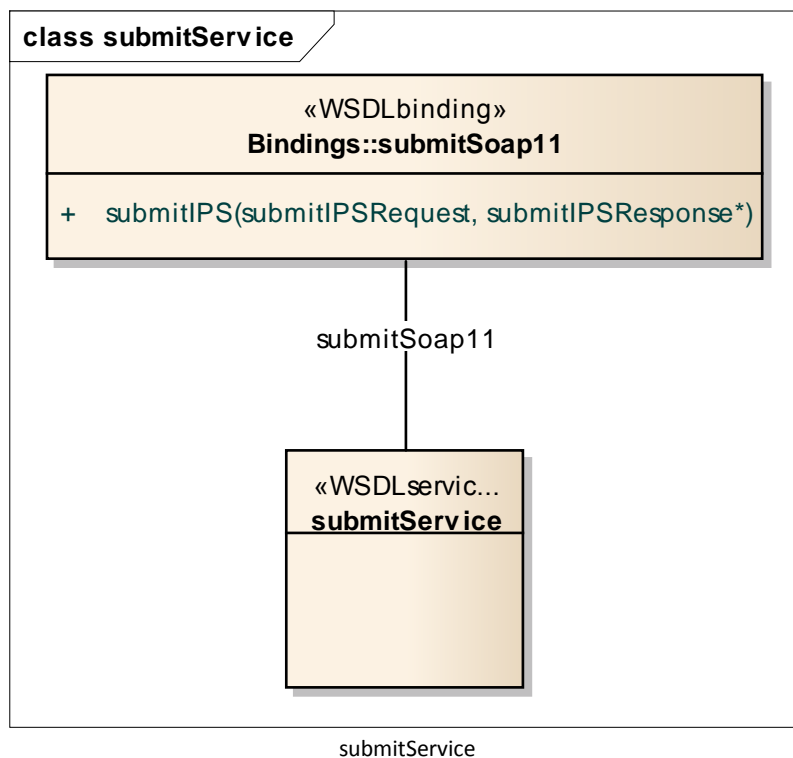 class submitService
«WSDLbinding»
Bindings::submitSoap11
+ submitIPS(submitIPSRequest, submitIPSResponse*)
submitSoap11
«WSDLservic...
submitService
submitService